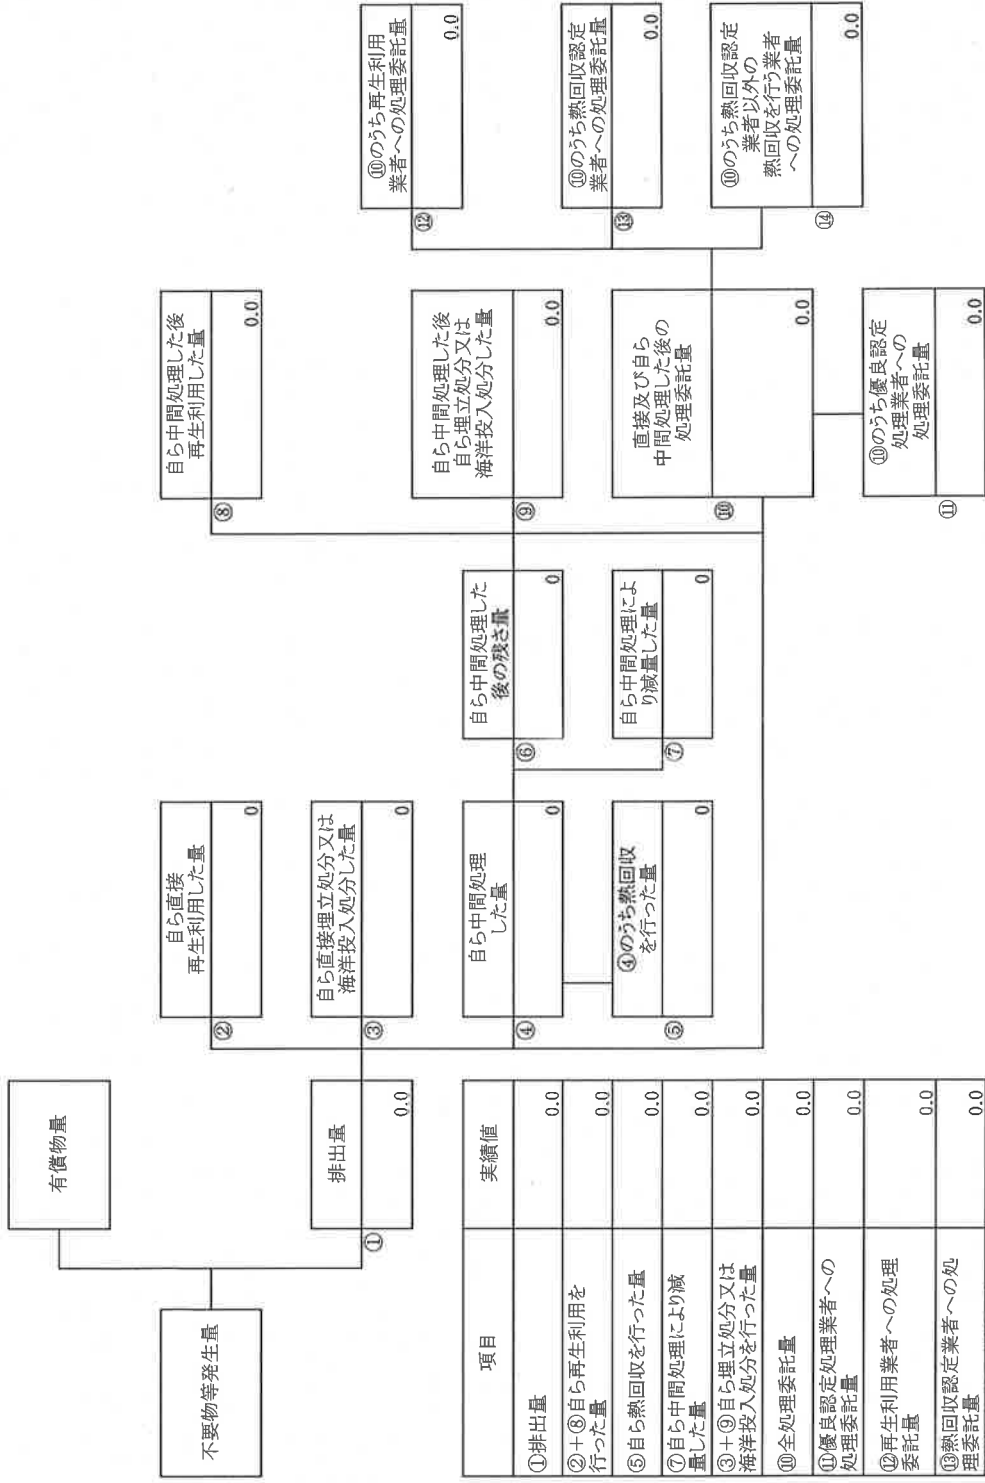 不要物等発生量
有償物量
排出量
①
0.0
自ら直接
再生利用した量
②
0
自ら直接埋立処分又は
海洋投入処分した量
③
0
自ら中間処理
した量
④
0
④のうち熱回収
を行った量
⑤
0
自ら中間処理した
後の残さ量
⑥
0
自ら中間処理によ
り減量した量
⑦
0
自ら中間処理した後
再生利用した量
⑧
0.0
自ら中間処理した後
自ら埋立処分又は
海洋投入処分した量
⑨
0.0
直接及び自ら
中間処理した後の
処理委託量
⑩
0.0
⑩のうち優良認定
処理業者への
処理委託量
⑪
0.0
⑩のうち再生利用
業者への処理委託量
⑫
0.0
⑩のうち熱回収認定
業者への処理委託量
⑬
0.0
⑩のうち熱回収認定
業者以外の
熱回収を行う業者
への処理委託量
⑭
0.0
項目 実績値
①排出量 0.0
②+⑧自ら再生利用を
行った量 0.0
⑤自ら熱回収を行った量 0.0
⑦自ら中間処理により減
量した量 0.0
③+⑨自ら埋立処分又は
海洋投入処分を行った量 0.0
⑩全処理委託量 0.0
⑪優良認定処理業者への
処理委託量 0.0
⑫再生利用業者への処理
委託量 0.0
⑬熱回収認定業者への処
理委託量 0.0